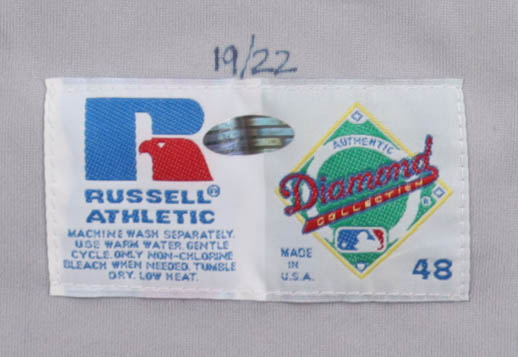 19/22
RUSSELL®
ATHLETIC
MACHINE WASH SEPARATELY.
USE WARM WATER. GENTLE
CYCLE. ONLY NON-CHLORINE
BLEACH WHEN NEEDED. TUMBLE
DRY. LOW HEAT.
AUTHENTIC
Diamond
COLLECTION
MADE
IN
U.S.A.
48